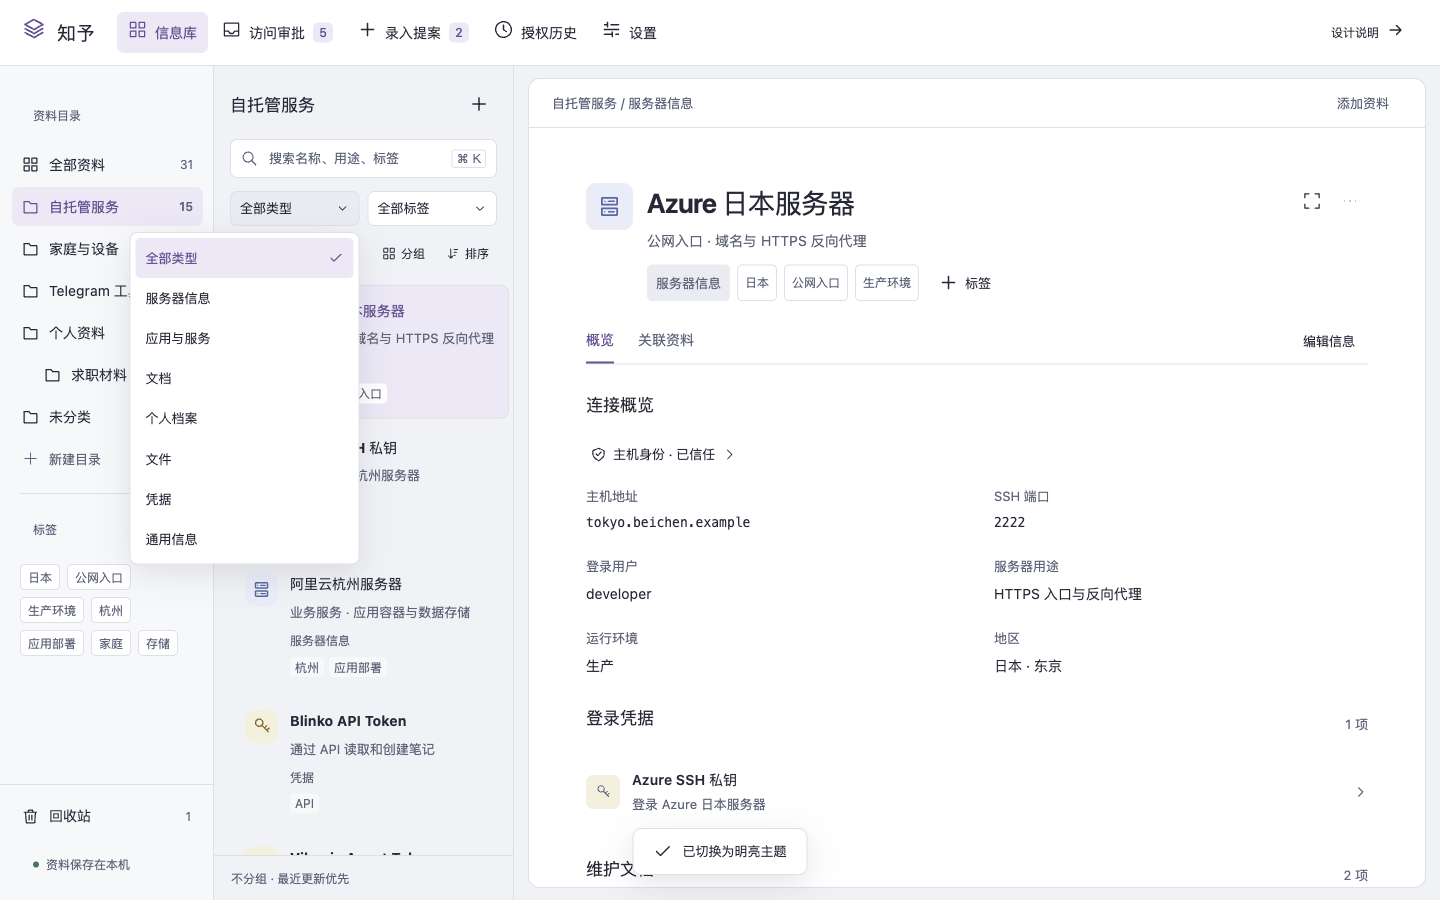 知予
信息库
访问审批 5
录入提案 2
授权历史
设置
设计说明
资料目录
全部资料 31
自托管服务 15
家庭与设备
Telegram 工
个人资料
求职材料
未分类
新建目录
标签
日本 公网入口
生产环境 杭州
应用部署 家庭 存储
回收站 1
资料保存在本机
自托管服务
搜索名称、用途、标签 ⌘ K
全部类型 全部标签
分组 排序
全部类型
服务器信息
应用与服务
文档
个人档案
文件
凭据
通用信息
服务器
域名与 HTTPS 反向代理
入口
H 私钥
杭州服务器
阿里云杭州服务器
业务服务 · 应用容器与数据存储
服务器信息
杭州 应用部署
Blinko API Token
通过 API 读取和创建笔记
凭据
API
不分组 · 最近更新优先
自托管服务 / 服务器信息
添加资料
Azure 日本服务器
公网入口 · 域名与 HTTPS 反向代理
服务器信息 日本 公网入口 生产环境 标签
概览 关联资料 编辑信息
连接概览
主机身份 · 已信任
主机地址 SSH 端口
tokyo.beichen.example 2222
登录用户 服务器用途
developer HTTPS 入口与反向代理
运行环境 地区
生产 日本 · 东京
登录凭据 1 项
Azure SSH 私钥
登录 Azure 日本服务器
已切换为明亮主题
维护文 2 项